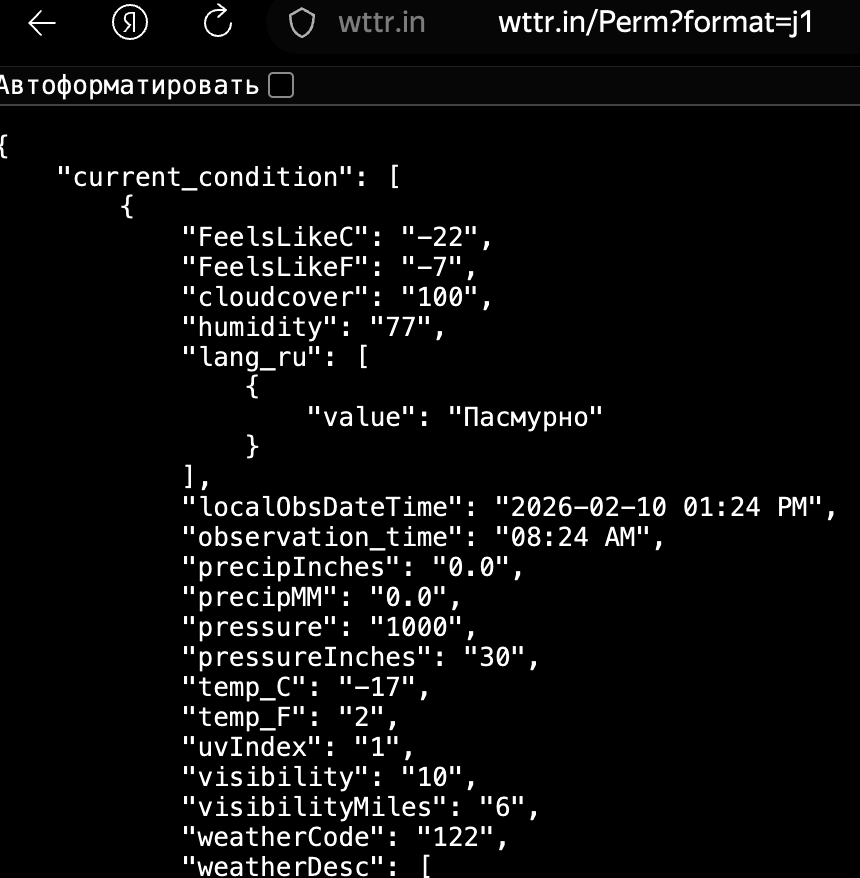 Я wttr.in wttr.in/Perm?format=j1
Автоформатировать
{
    "current_condition": [
        {
            "FeelsLikeC": "-22",
            "FeelsLikeF": "-7",
            "cloudcover": "100",
            "humidity": "77",
            "lang_ru": [
                {
                    "value": "Пасмурно"
                }
            ],
            "localObsDateTime": "2026-02-10 01:24 PM",
            "observation_time": "08:24 AM",
            "precipInches": "0.0",
            "precipMM": "0.0",
            "pressure": "1000",
            "pressureInches": "30",
            "temp_C": "-17",
            "temp_F": "2",
            "uvIndex": "1",
            "visibility": "10",
            "visibilityMiles": "6",
            "weatherCode": "122",
            "weatherDesc": [